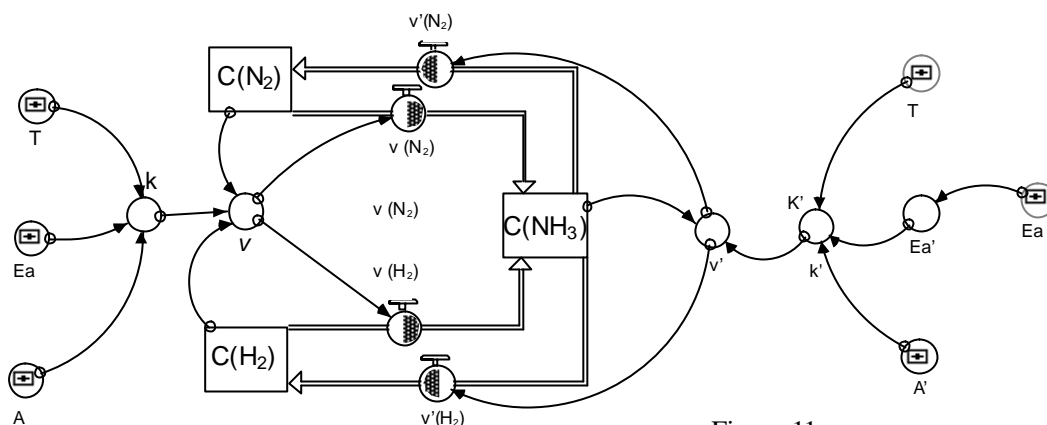 v'(N₂)
C(N₂)
T
T
v (N₂)
k
K'
v (N₂)
C(NH₃)
v
Ea
Ea'
Ea
v'
k'
v (H₂)
C(H₂)
A'
A
v'(H₂)